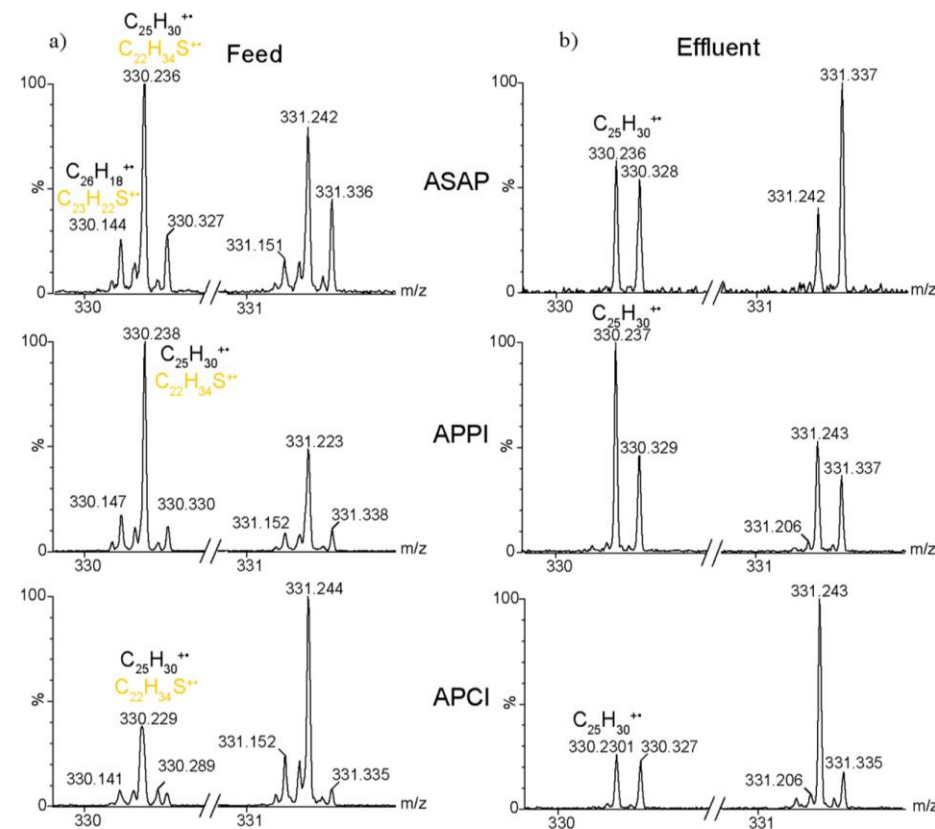 a)
Feed
C₂₅H₃₀⁺•
C₂₂H₃₄S⁺•
330.236
100
%
0
C₂₆H₁₈⁺•
C₂₃H₂₂S⁺•
330.144
330.327
331.242
331.336
331.151
330
331
m/z
ASAP
b)
Effluent
331.337
100
%
0
C₂₅H₃₀⁺•
330.236
330.328
331.242
330
331
m/z
330.238
100
%
0
C₂₅H₃₀⁺•
C₂₂H₃₄S⁺•
330.147
330.330
331.223
331.152
331.338
330
331
m/z
APPI
C₂₅H₃₀⁺•
330.237
100
%
0
330.329
331.243
331.337
331.206
330
331
m/z
331.244
100
%
0
C₂₅H₃₀⁺•
C₂₂H₃₄S⁺•
330.229
330.141
330.289
331.152
331.335
330
331
m/z
APCI
331.243
100
%
0
C₂₅H₃₀⁺•
330.2301
330.327
331.206
331.335
330
331
m/z